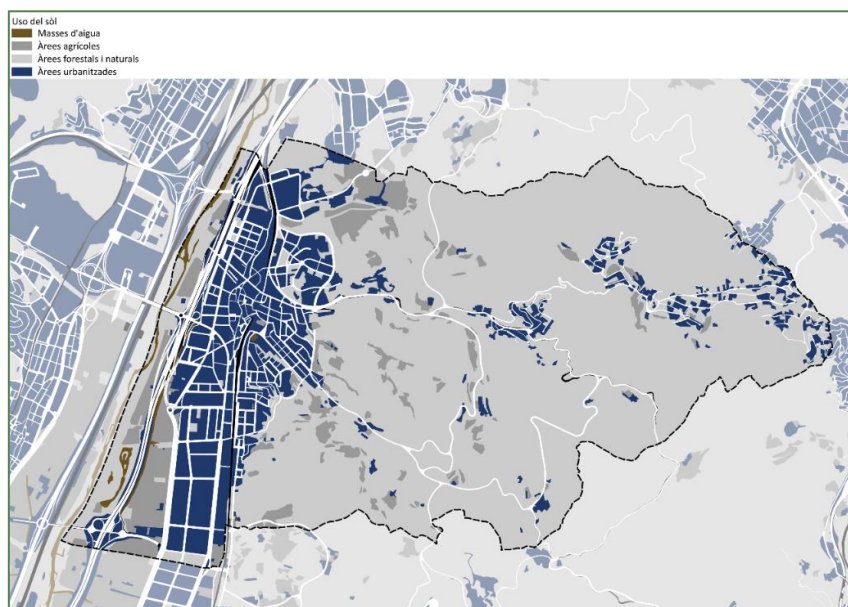 Uso del sòl
Masses d'aigua
Àrees agrícoles
Àrees forestals i naturals
Àrees urbanitzades